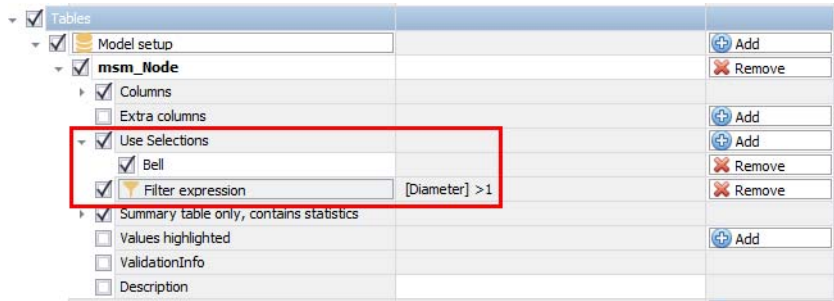 Tables
Model setup Add
msm_Node Remove
Columns
Extra columns Add
Use Selections Add
Bell Remove
Filter expression [Diameter] >1 Remove
Summary table only, contains statistics
Values highlighted Add
ValidationInfo
Description